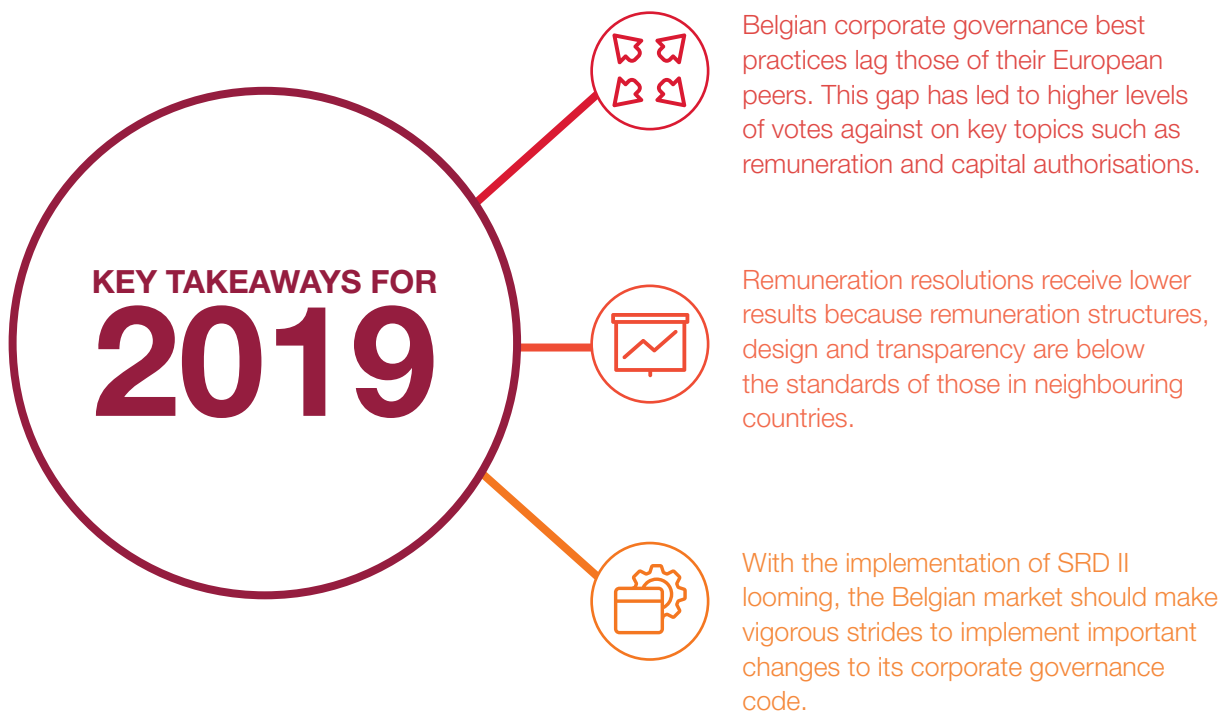 KEY TAKEAWAYS FOR
2019
Belgian corporate governance best
practices lag those of their European
peers. This gap has led to higher levels
of votes against on key topics such as
remuneration and capital authorisations.
Remuneration resolutions receive lower
results because remuneration structures,
design and transparency are below
the standards of those in neighbouring
countries.
With the implementation of SRD II
looming, the Belgian market should make
vigorous strides to implement important
changes to its corporate governance
code.